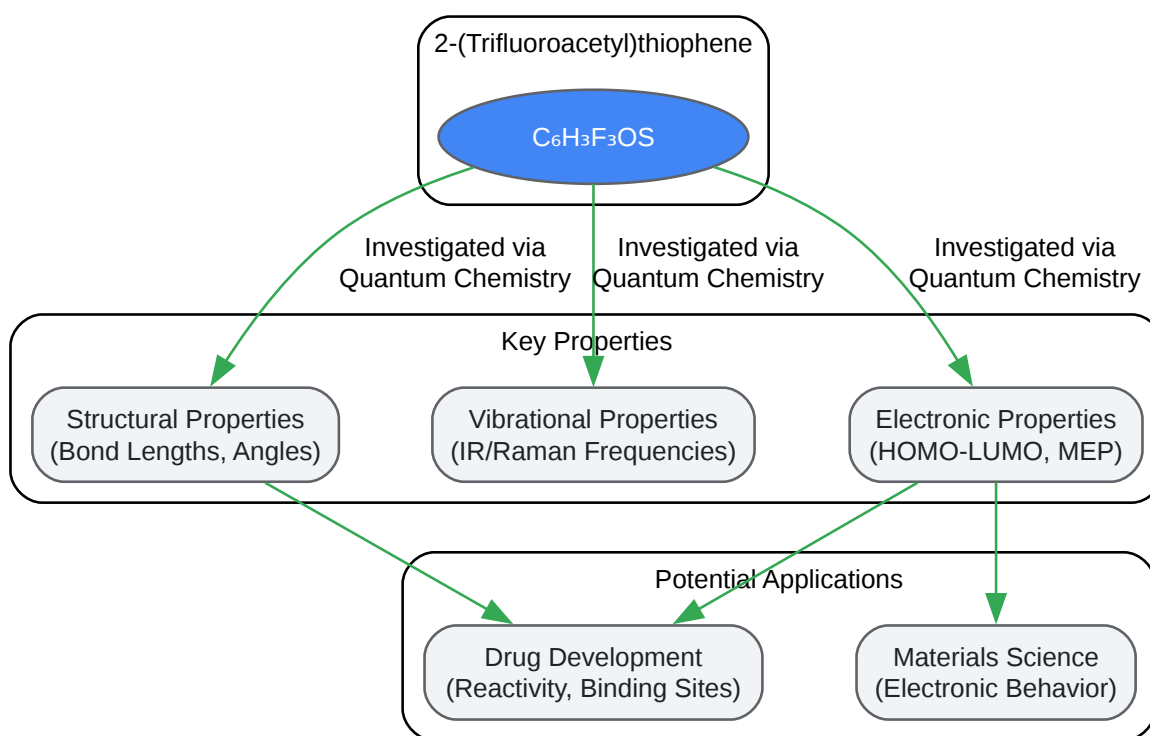 2-(Trifluoroacetyl)thiophene
C₆H₃F₃OS
Investigated via
Quantum Chemistry
Investigated via
Quantum Chemistry
Investigated via
Quantum Chemistry
Key Properties
Structural Properties
(Bond Lengths, Angles)
Vibrational Properties
(IR/Raman Frequencies)
Electronic Properties
(HOMO-LUMO, MEP)
Potential Applications
Drug Development
(Reactivity, Binding Sites)
Materials Science
(Electronic Behavior)